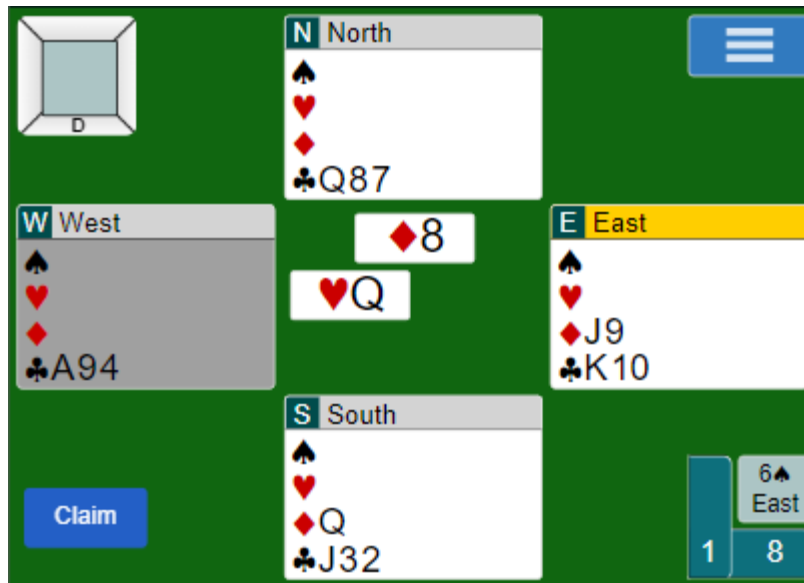 N North
♠
♥
♦
♣Q87
D
W West
♠
♥
♦
♣A94
♦8
♥Q
E East
♠
♥
♦J9
♣K10
S South
♠
♥
♦Q
♣J32
Claim
6♠
East
1 8